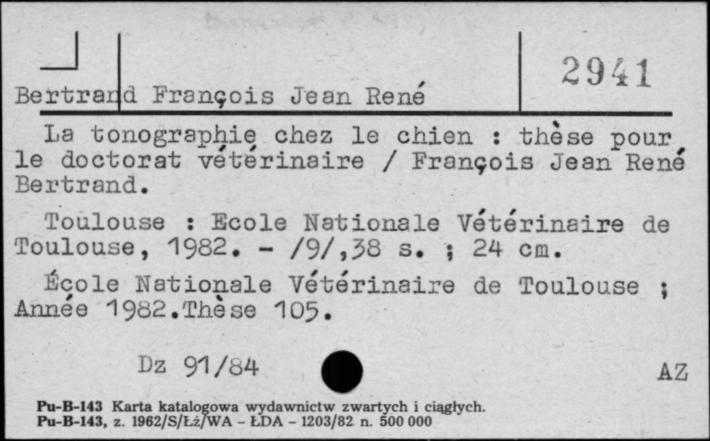 2941
Bertrand François Jean René
La tonographie chez le chien : thèse pour
le doctorat vétérinaire / François Jean René
Bertrand.
Toulouse : Ecole Nationale Vétérinaire de
Toulouse, 1982. - /9/,38 s. ; 24 cm.
École Nationale Vétérinaire de Toulouse ;
Année 1982.Thèse 105.
Dz 91/84
AZ
Pu-B-143 Karta katalogowa wydawnictw zwartych i ciągłych.
Pu-B-143, z. 1962/S/Łż/WA - ŁDA - 1203/82 n. 500 000